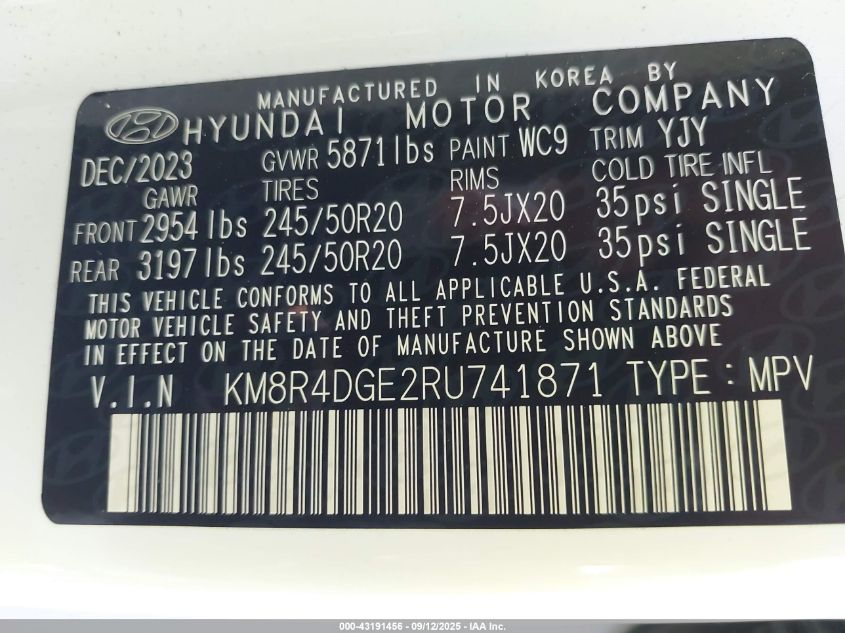 MANUFACTURED IN KOREA BY
HYUNDAI MOTOR COMPANY
DEC/2023 GVWR 5871lbs PAINT WC9 TRIM YJY
GAWR TIRES RIMS COLD TIRE INFL
FRONT 2954lbs 245/50R20 7.5JX20 35psi SINGLE
REAR 3197lbs 245/50R20 7.5JX20 35psi SINGLE
THIS VEHICLE CONFORMS TO ALL APPLICABLE U.S.A. FEDERAL
MOTOR VEHICLE SAFETY AND THEFT PREVENTION STANDARDS
IN EFFECT ON THE DATE OF MANUFACTURE SHOWN ABOVE
V.I.N KM8R4DGE2RU741871 TYPE : MPV
000-43191456 - 09/12/2025 - IAA Inc.